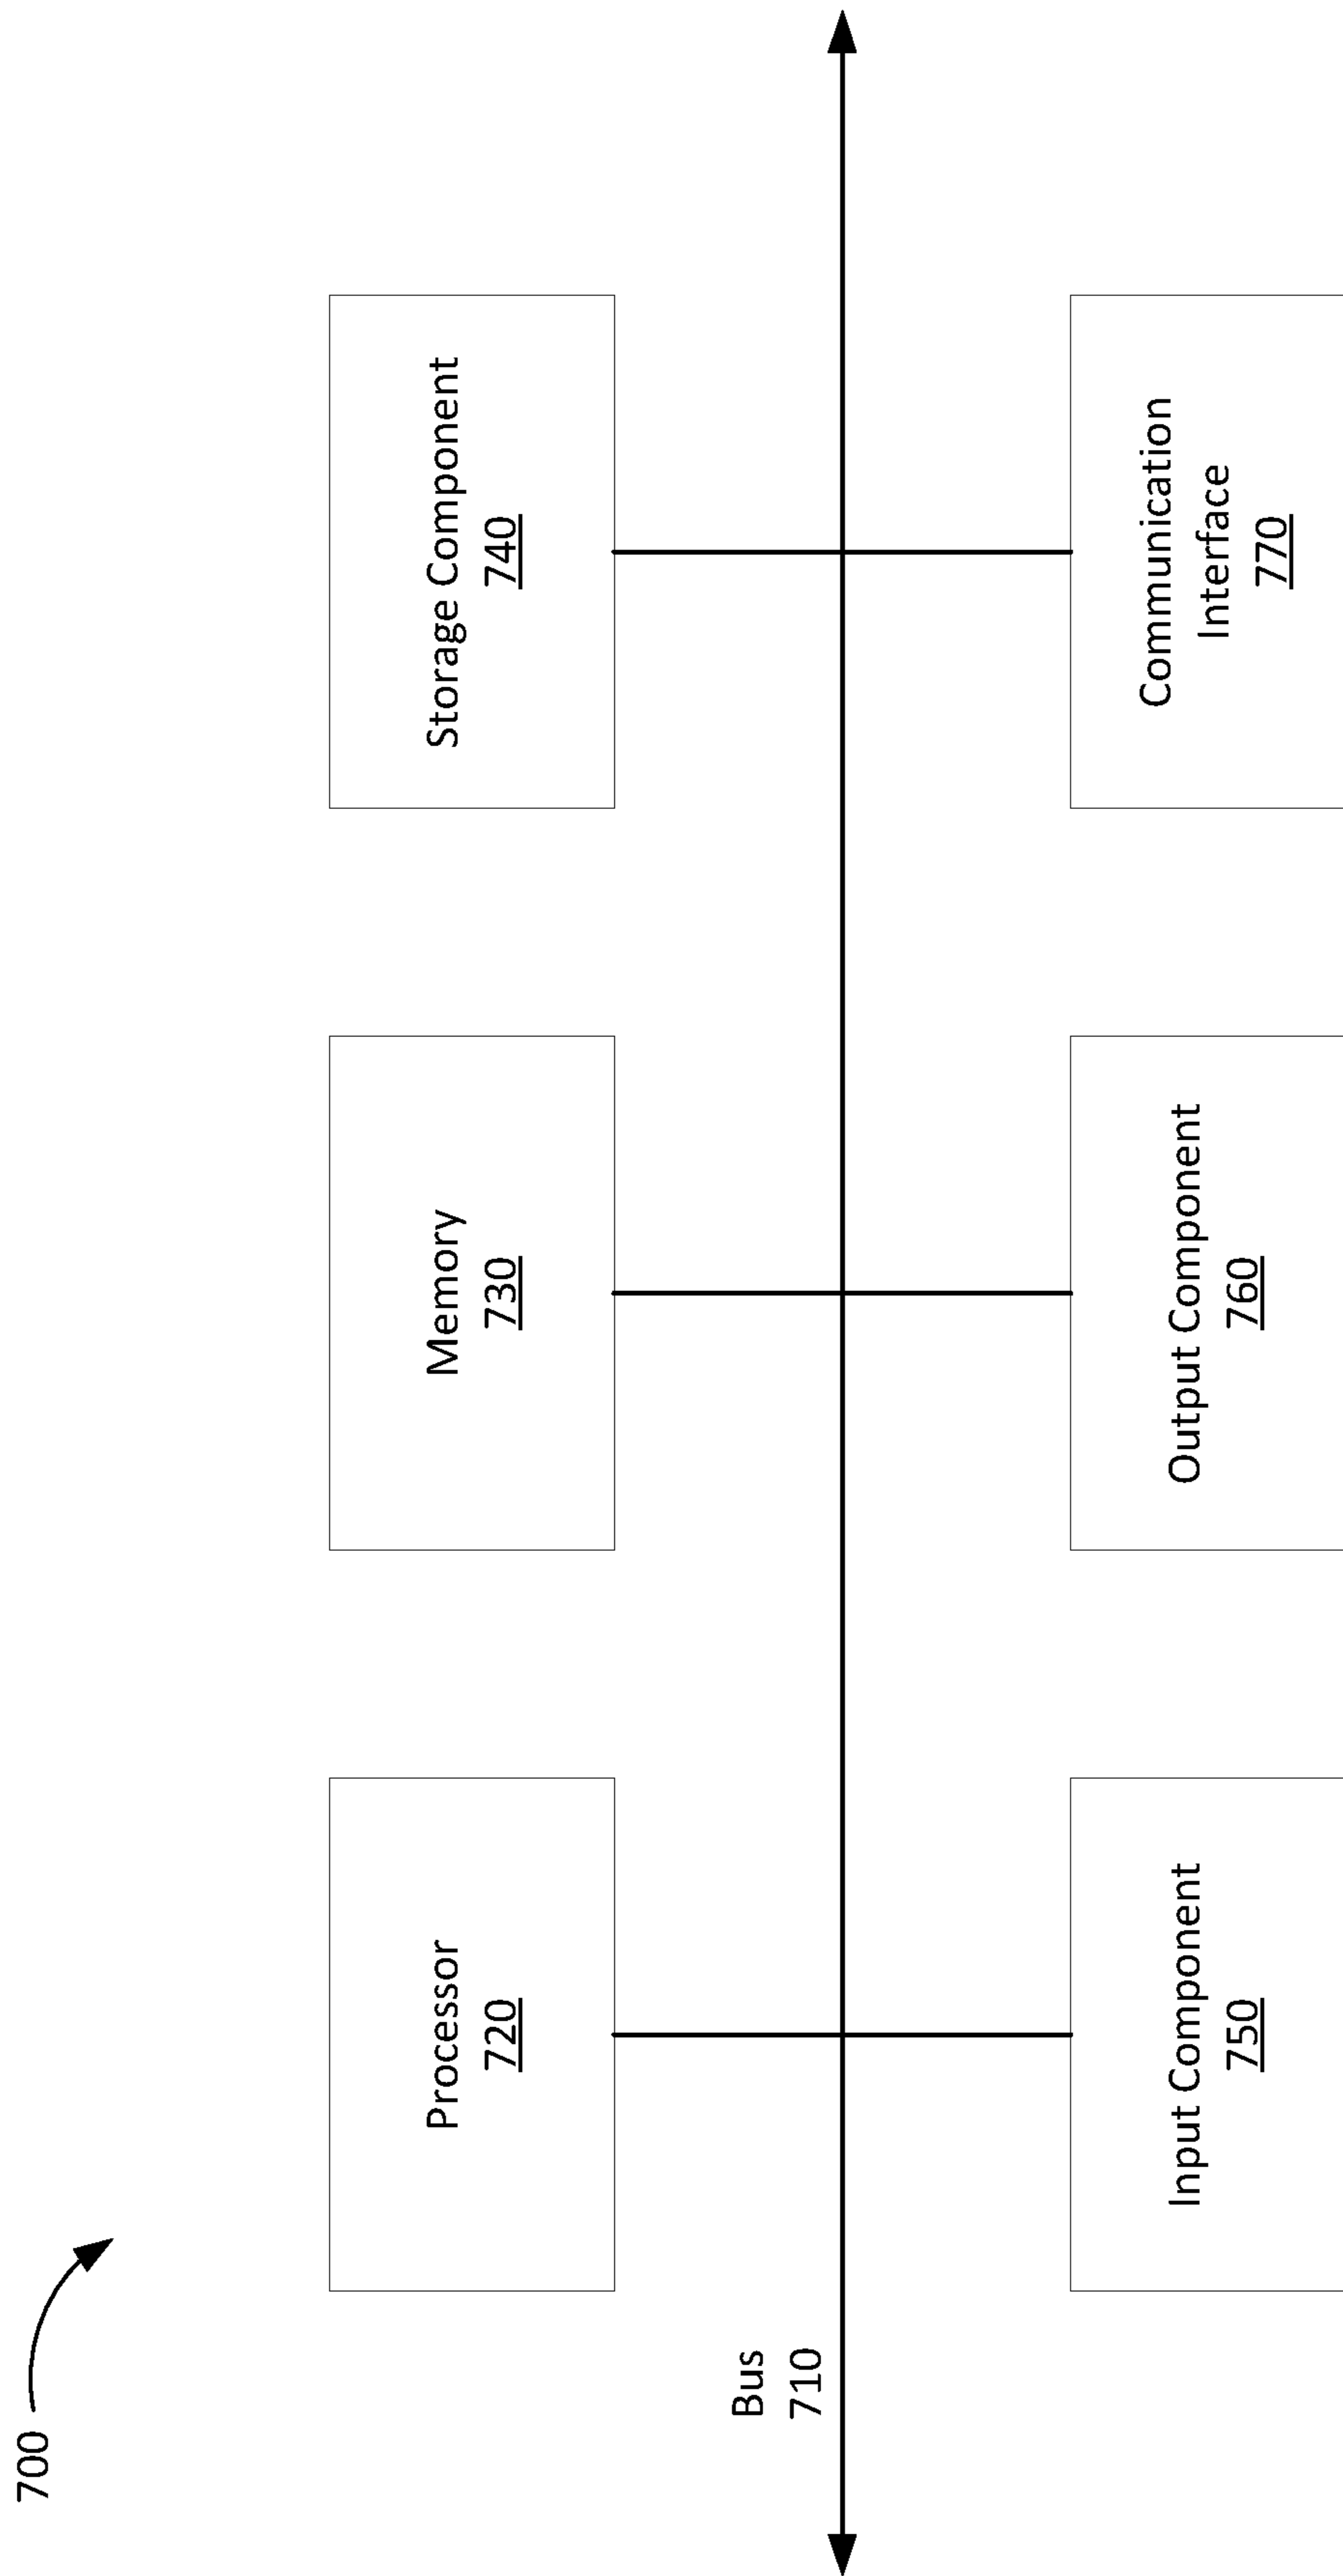 700
Processor
720
Memory
730
Storage Component
740
Bus
710
Input Component
750
Output Component
760
Communication
Interface
770